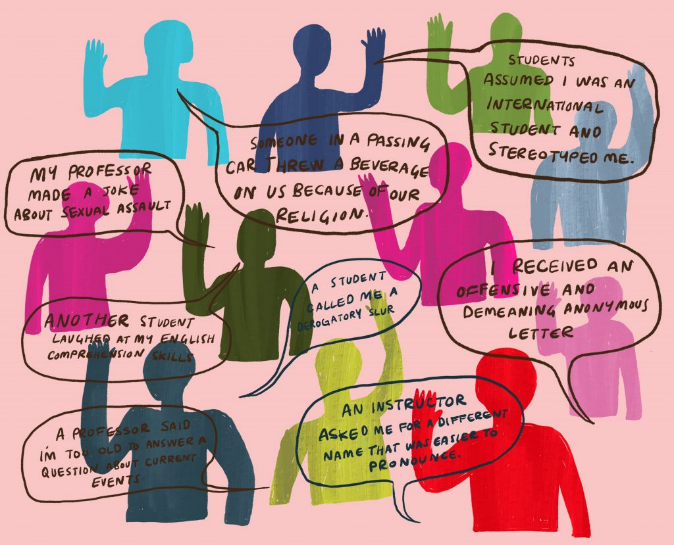 STUDENTS
ASSUMED I WAS AN
INTERNATIONAL
STUDENT AND
STEREOTYPED ME.
SOMEONE IN A PASSING
CAR THREW A BEVERAGE
ON US BECAUSE OF OUR
RELIGION.
MY PROFESSOR
MADE A JOKE
ABOUT SEXUAL ASSAULT
I RECEIVED AN
OFFENSIVE AND
DEMEANING ANONYMOUS
LETTER
A STUDENT
CALLED ME A
DEROGATORY SLUR
ANOTHER STUDENT
LAUGHED AT MY ENGLISH
COMPREHENSION SKILLS
AN INSTRUCTOR
ASKED ME FOR A DIFFERENT
NAME THAT WAS EASIER TO
PRONOUNCE.
A PROFESSOR SAID
I'M TOO OLD TO ANSWER A
QUESTION ABOUT CURRENT
EVENTS